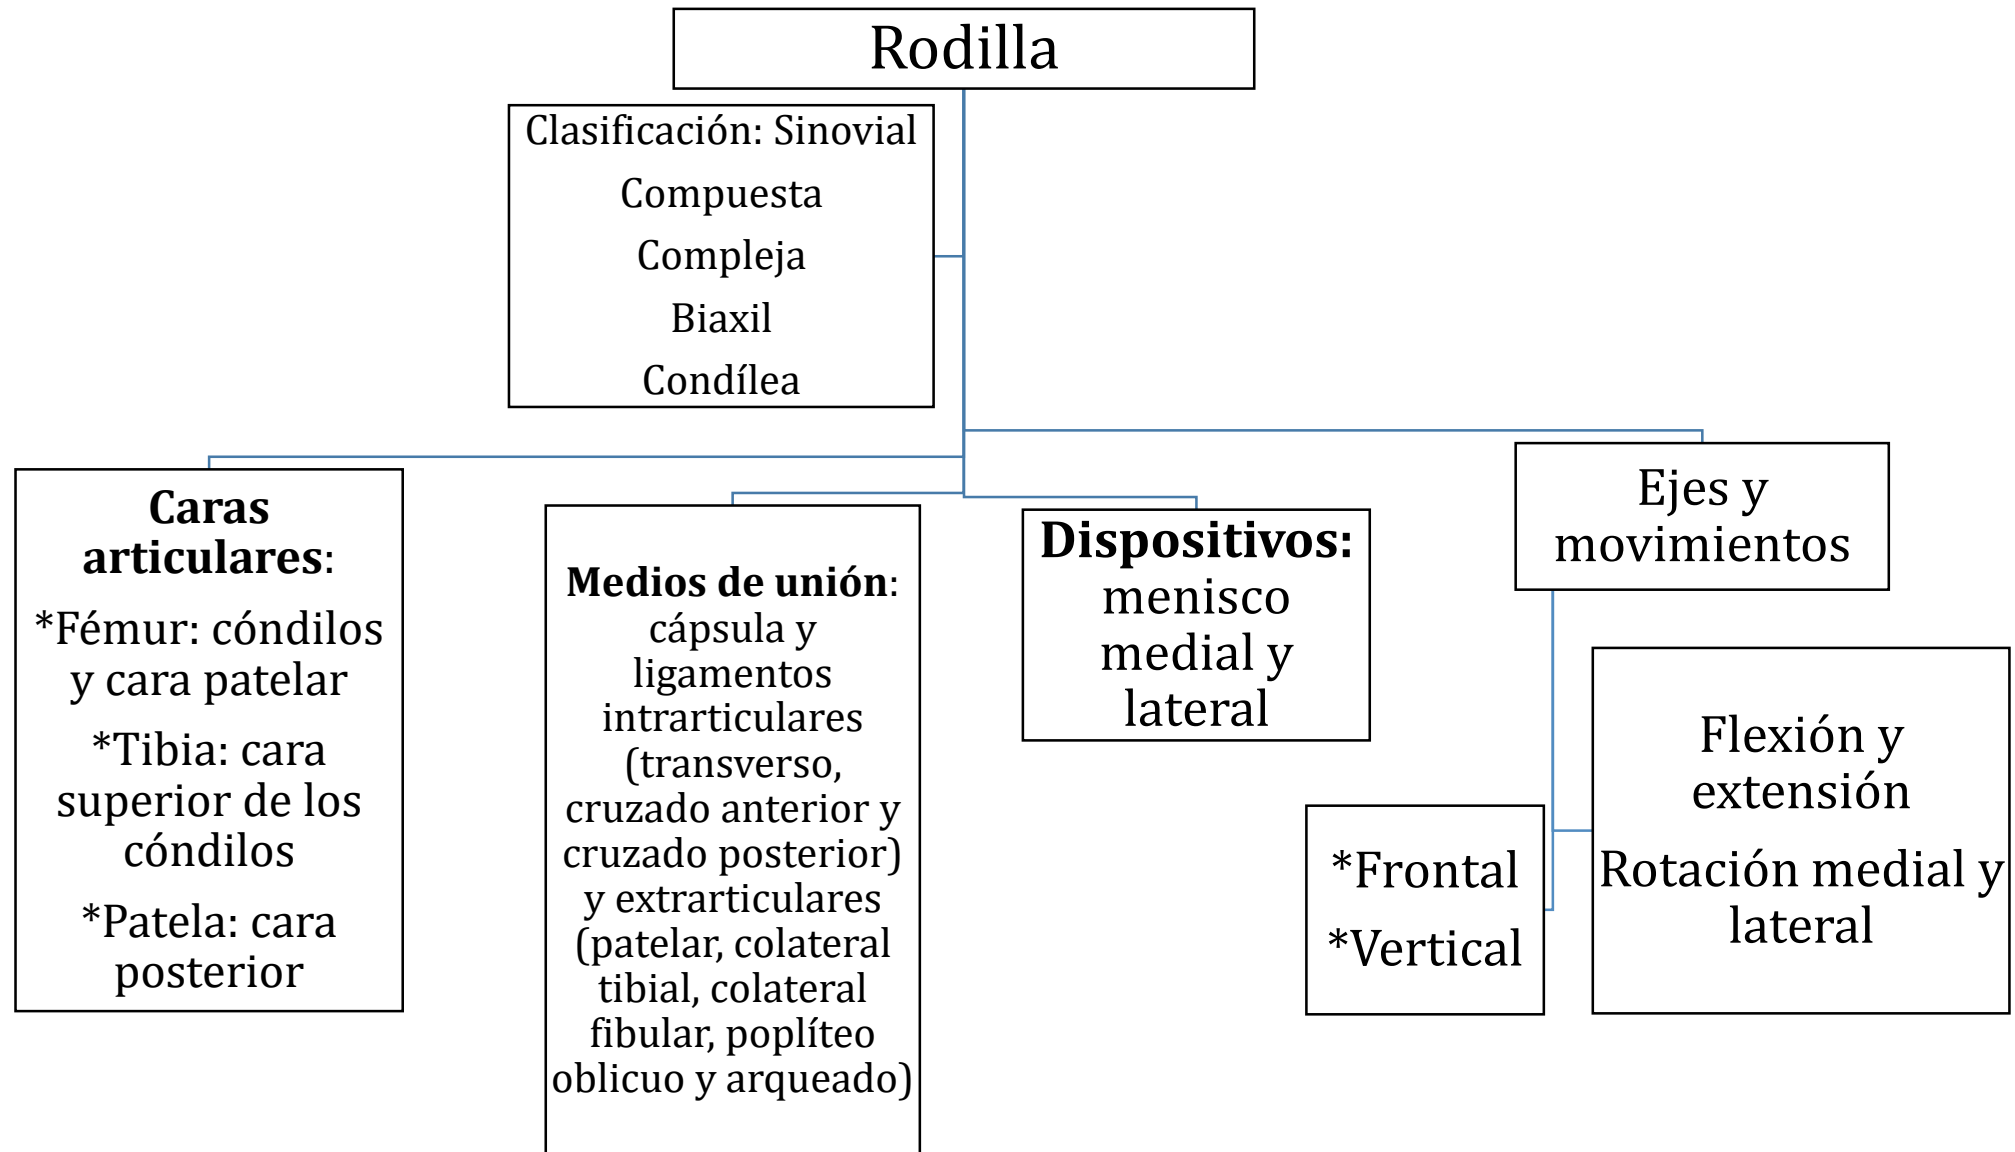 Rodilla
Clasificación: Sinovial
Compuesta
Compleja
Biaxil
Condílea
Caras
articulares:
*Fémur: cóndilos
y cara patelar
*Tibia: cara
superior de los
cóndilos
*Patela: cara
posterior
Medios de unión:
cápsula y
ligamentos
intrarticulares
(transverso,
cruzado anterior y
cruzado posterior)
y extrarticulares
(patelar, colateral
tibial, colateral
fibular, poplíteo
oblicuo y arqueado)
Dispositivos:
menisco
medial y
lateral
Ejes y
movimientos
*Frontal
*Vertical
Flexión y
extensión
Rotación medial y
lateral